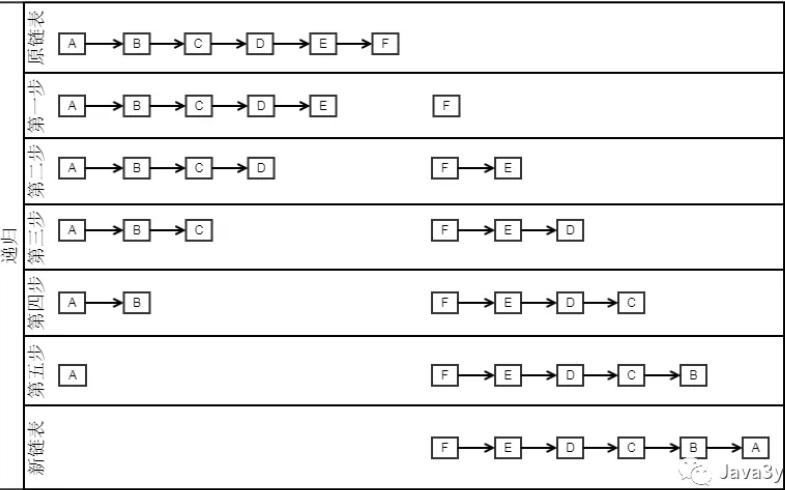 递归
原链表
A B C D E F
第一步
A B C D E F
第二步
A B C D F E
第三步
A B C F E D
第四步
A B F E D C
第五步
A F E D C B
新链表
F E D C B A
Java3y